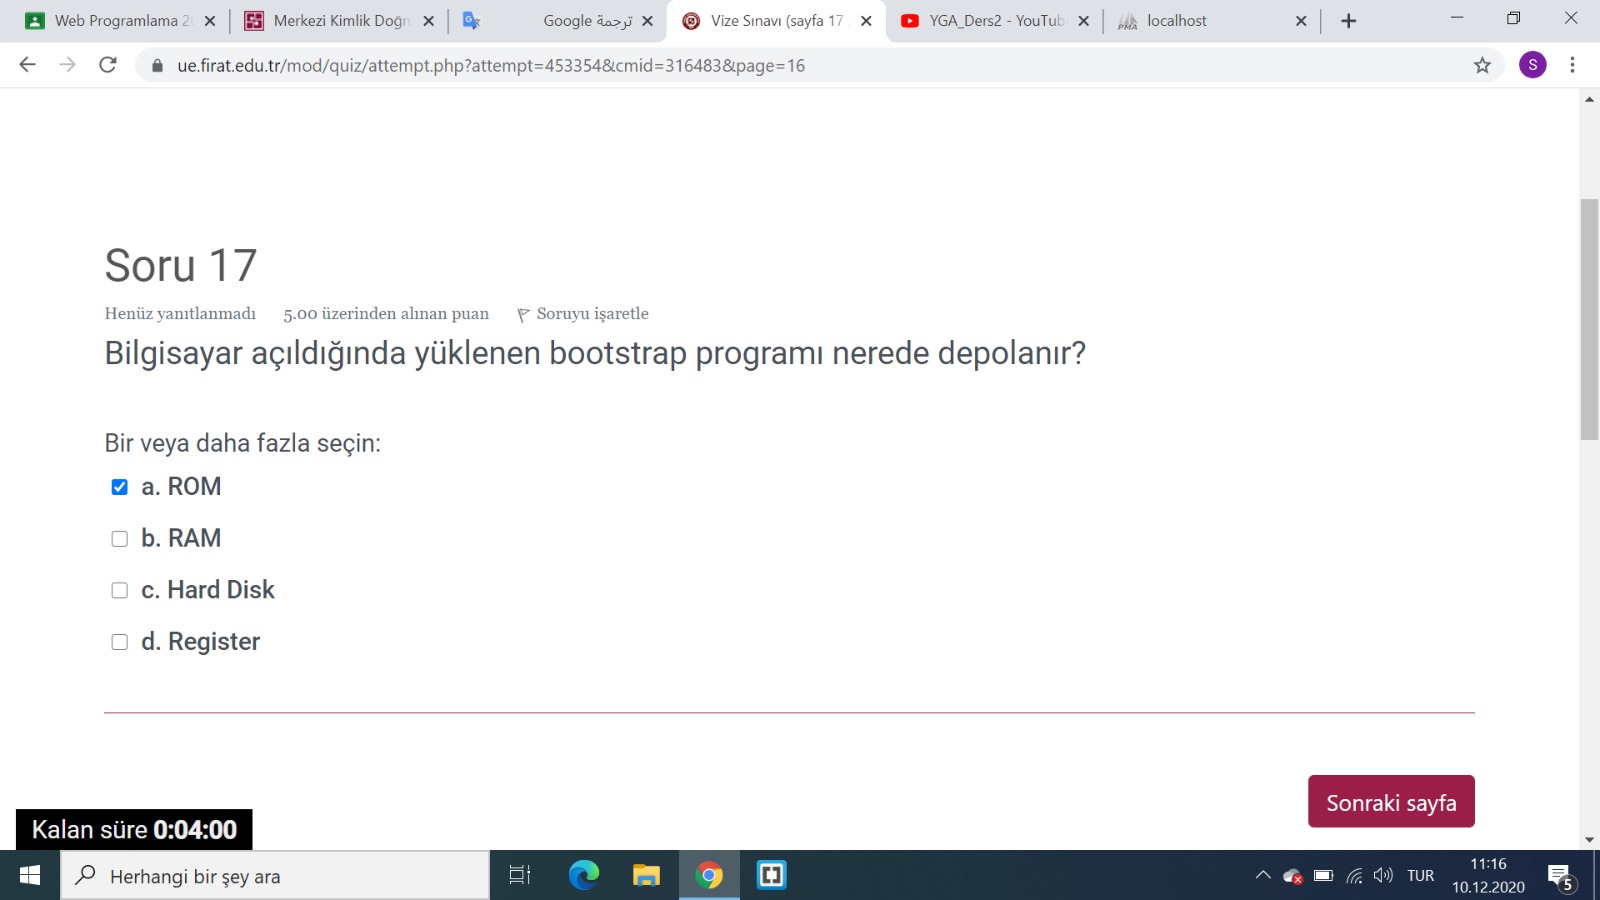 Web Programlama 2
Merkezi Kimlik Doğru
ترجمة Google
Vize Sınavı (sayfa 17
YGA_Ders2 - YouTub
localhost
ue.firat.edu.tr/mod/quiz/attempt.php?attempt=453354&cmid=316483&page=16
S
Soru 17
Henüz yanıtlanmadı 5.00 üzerinden alınan puan Soruyu işaretle
Bilgisayar açıldığında yüklenen bootstrap programı nerede depolanır?
Bir veya daha fazla seçin:
a. ROM
b. RAM
c. Hard Disk
d. Register
Sonraki sayfa
Kalan süre 0:04:00
Herhangi bir şey ara
TUR
11:16
10.12.2020
5